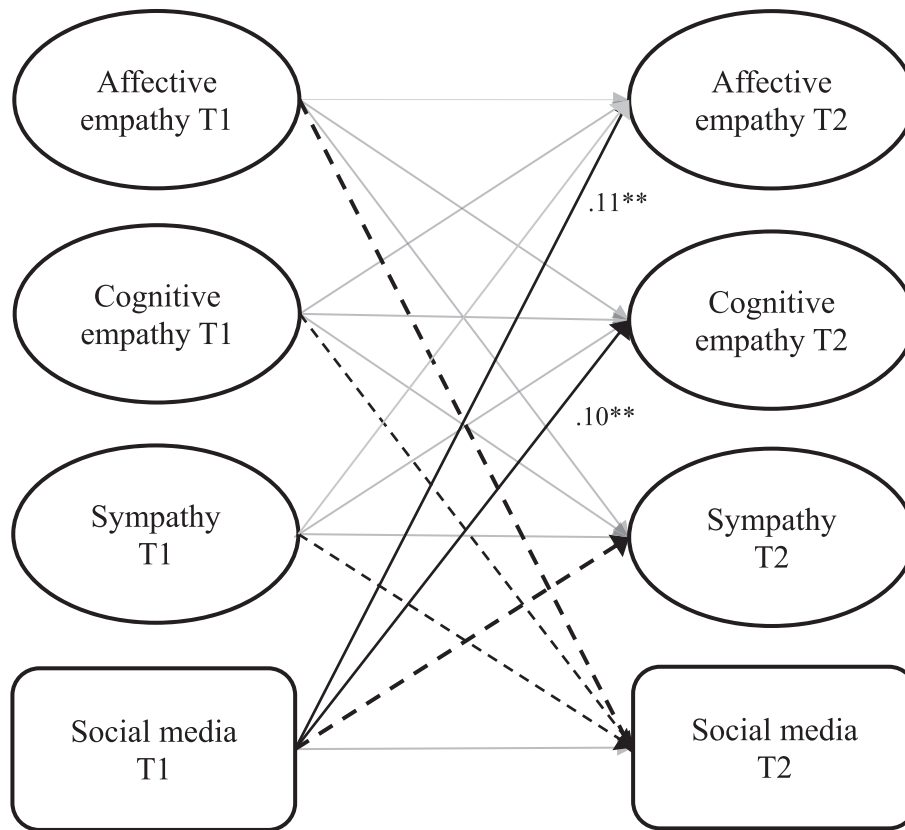 Affective
empathy T1
Affective
empathy T2
.11**
Cognitive
empathy T1
Cognitive
empathy T2
.10**
Sympathy
T1
Sympathy
T2
Social media
T1
Social media
T2